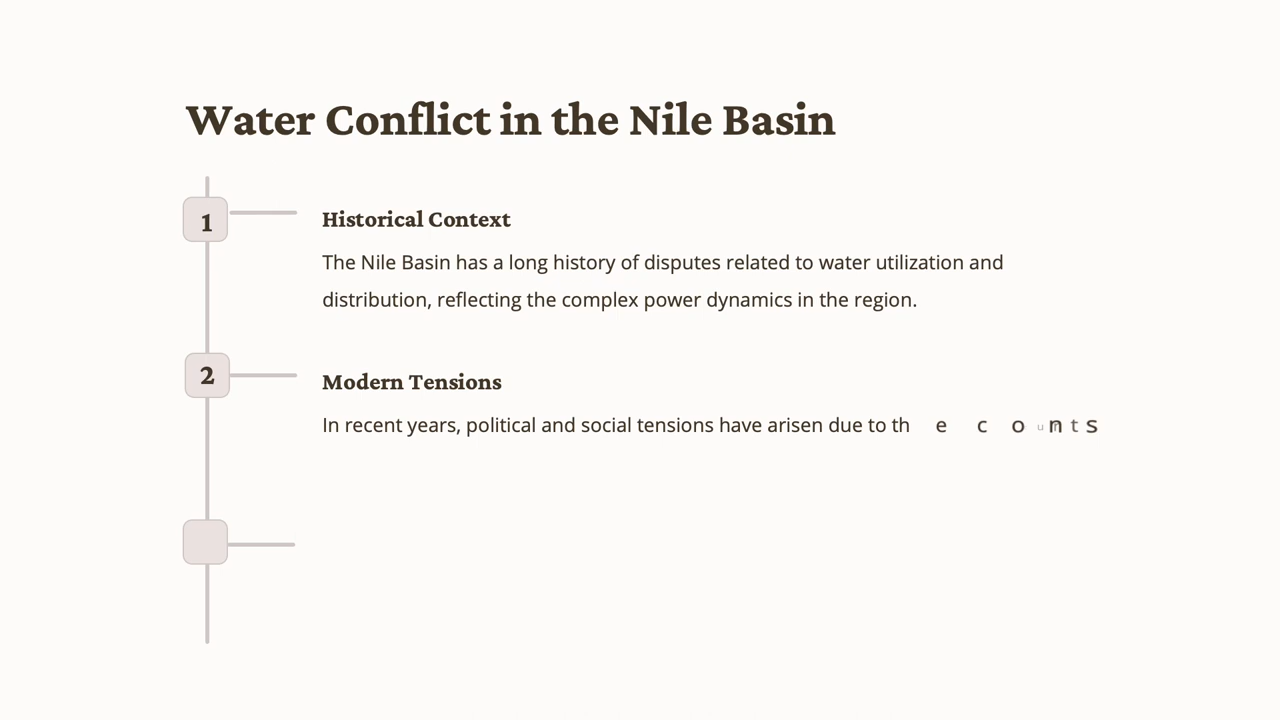 Water Conflict in the Nile Basin
1
Historical Context
The Nile Basin has a long history of disputes related to water utilization and
distribution, reflecting the complex power dynamics in the region.
2
Modern Tensions
In recent years, political and social tensions have arisen due to the